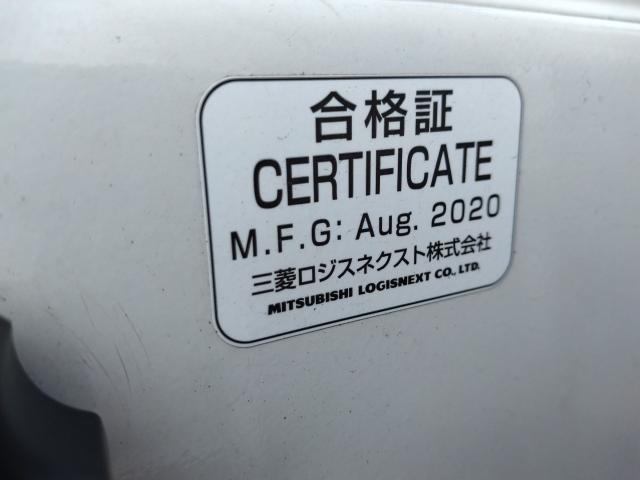 合格証
CERTIFICATE
M.F.G: Aug. 2020
三菱ロジスネクスト株式会社
MITSUBISHI LOGISNEXT CO., LTD.